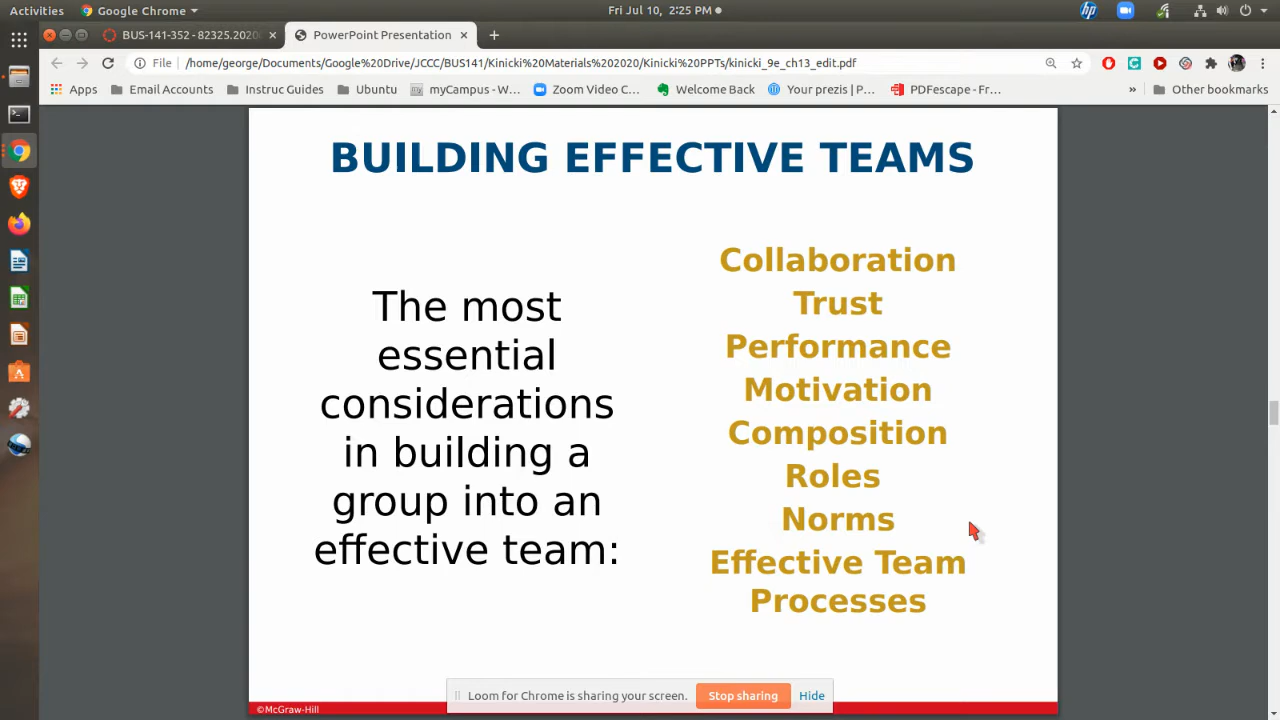 Activities
Google Chrome
Fri Jul 10, 2:25 PM
BUS-141-352 - 82325.2020
PowerPoint Presentation
File
/home/george/Documents/Google%20Drive/JCCC/BUS141/Kinicki%20Materials%202020/Kinicki%20PPTs/kinicki_9e_ch13_edit.pdf
Apps
Email Accounts
Instruc Guides
Ubuntu
myCampus - W...
Zoom Video C...
Welcome Back
Your prezis | P...
PDFescape - Fr...
»
Other bookmarks
BUILDING EFFECTIVE TEAMS
The most
essential
considerations
in building a
group into an
effective team:
Collaboration
Trust
Performance
Motivation
Composition
Roles
Norms
Effective Team
Processes
Loom for Chrome is sharing your screen.
Stop sharing
Hide
©McGraw-Hill